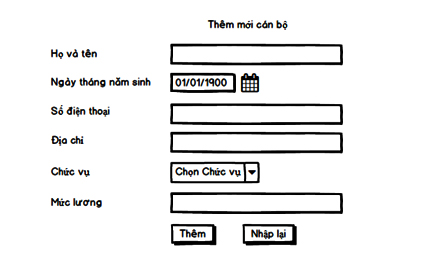 Thêm mới cán bộ
Họ và tên
Ngày tháng năm sinh 01/01/1900
Số điện thoại
Địa chỉ
Chức vụ Chọn Chức vụ
Mức lương
Thêm Nhập lại